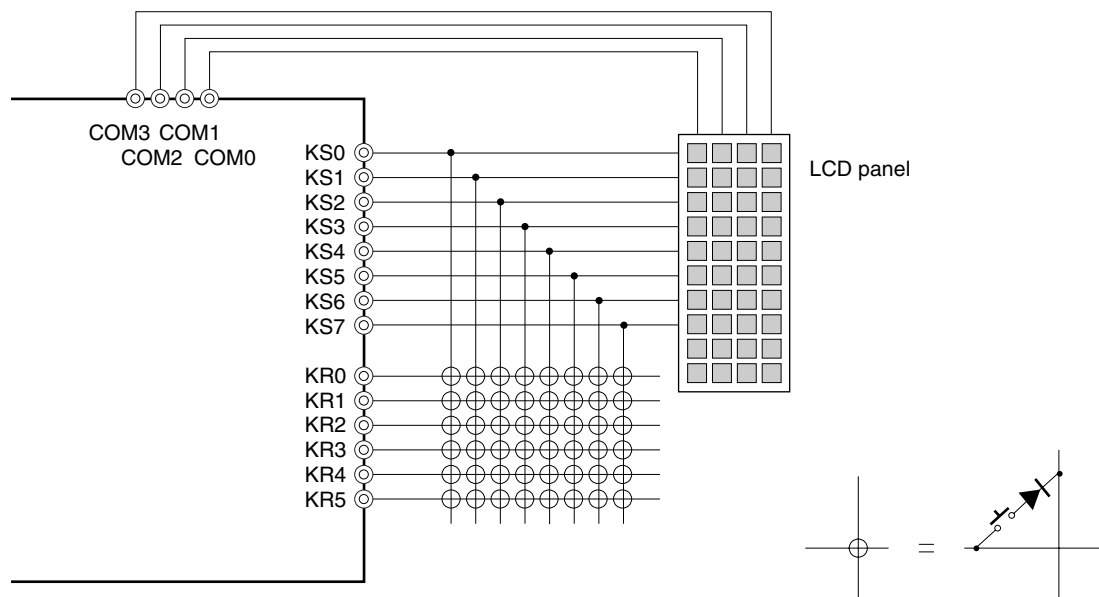 COM3 COM1
COM2 COM0
KS0
KS1
LCD panel
KS2
KS3
KS4
KS5
KS6
KS7
KR0
KR1
KR2
KR3
KR4
KR5
=